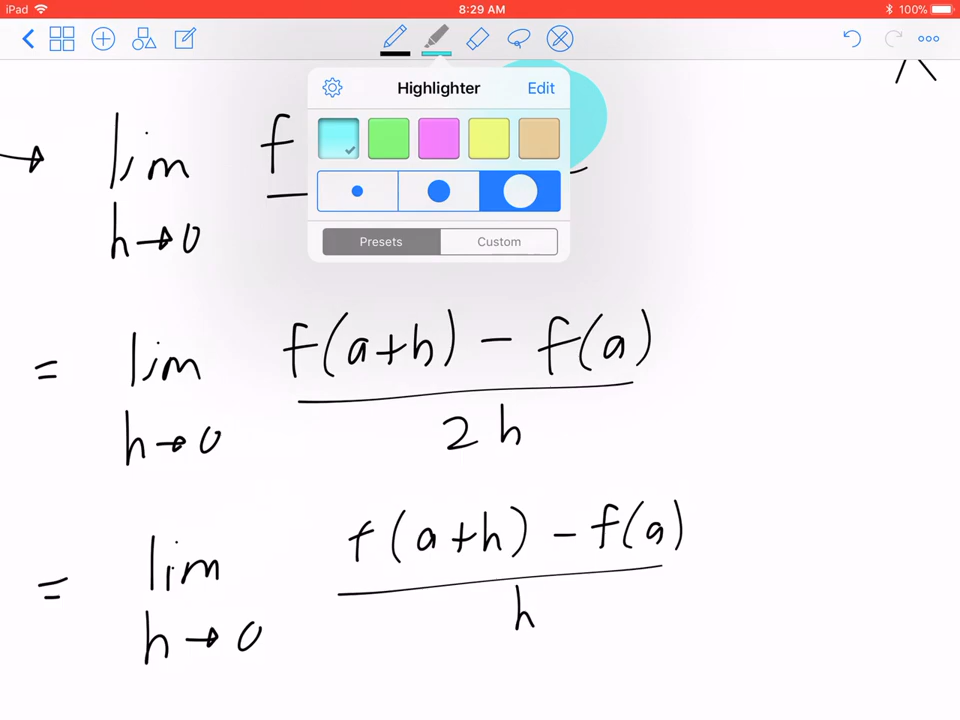 iPad 8:29 AM 100%
Highlighter Edit
Presets Custom
lim f
h→0
= lim f(a+h) - f(a)
h→0 2h
= lim f(a+h) - f(a)
h→0 h